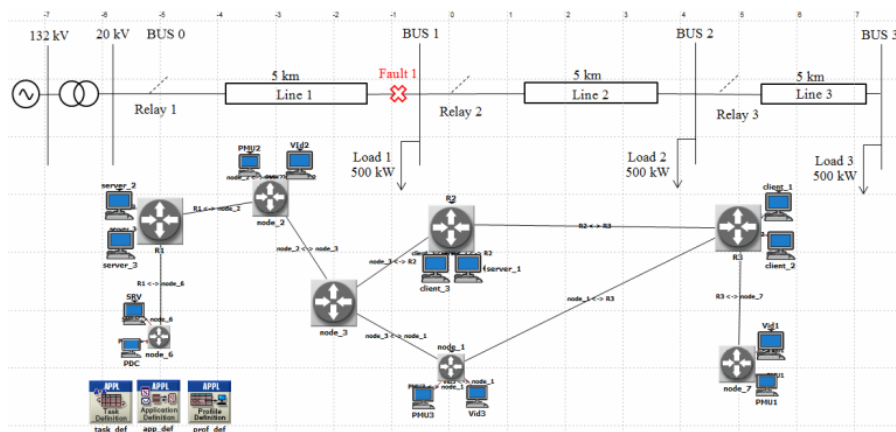 -7 -6 -5 -4 -3 -2 -1 0 1 2 3 4 5 6 7
132 kV 20 kV BUS 0 BUS 1 BUS 2 BUS 3
Fault 1
5 km 5 km 5 km
Line 1 Line 2 Line 3
Relay 1 Relay 2 Relay 3
Load 1
500 kW
Load 2
500 kW
Load 3
500 kW
PMU2 Vid2
server_2
R1 <-> node_2
node_2
R1
server_3
node_2 <-> node_3
R2
client_1
R2 <-> R3
R3
client_2
node_3 <-> R2
client_3
server_1
R1 <-> node_6
node_3
node_1 <-> R3
R3 <-> node_7
SRV
node_6
PDC
node_3 <-> node_1
node_1
PMU3 Vid3
Vid1
node_7
PMU1
APPL APPL APPL
Task Definition
Application Definition
Profile Definition
task_def app_def prof_def